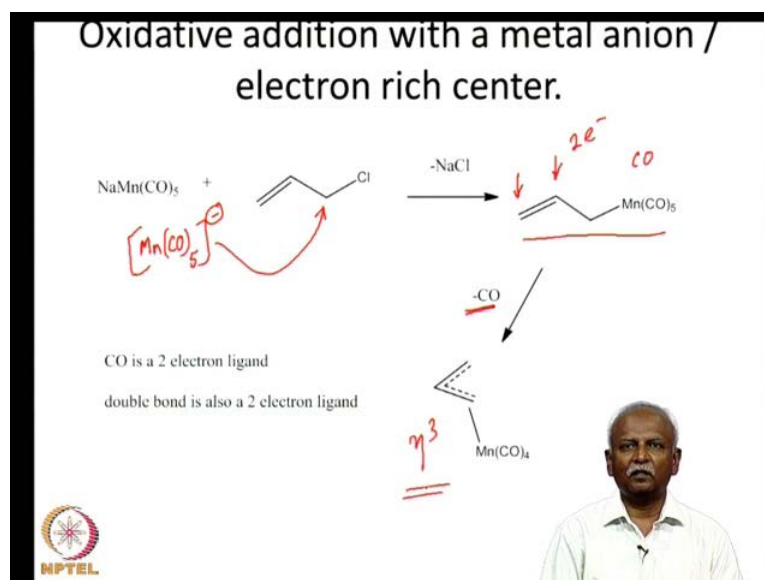 Oxidative addition with a metal anion /
electron rich center.
NaMn(CO)₅ + Cl
-NaCl
2e⁻
CO
Mn(CO)₅
[Mn(CO)₅]⊖
-CO
CO is a 2 electron ligand
double bond is also a 2 electron ligand
η³
Mn(CO)₄
NPTEL